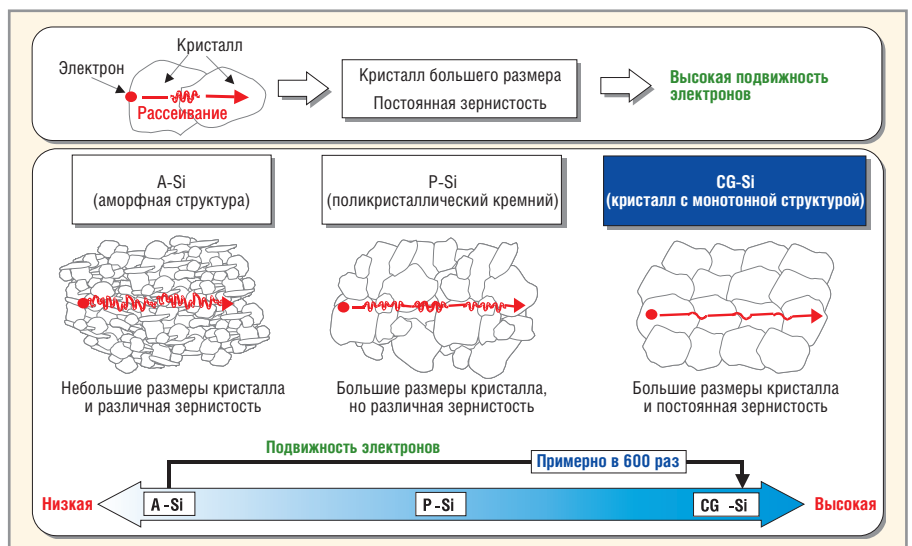 Кристалл
Электрон
Рассеивание
Кристалл большего размера
Постоянная зернистость
Высокая подвижность
электронов
A-Si
(аморфная структура)
P-Si
(поликристаллический кремний)
CG-Si
(кристалл с монотонной структурой)
Небольшие размеры кристалла
и различная зернистость
Большие размеры кристалла,
но различная зернистость
Большие размеры кристалла
и постоянная зернистость
Подвижность электронов
Примерно в 600 раз
Низкая
A -Si
P -Si
CG -Si
Высокая